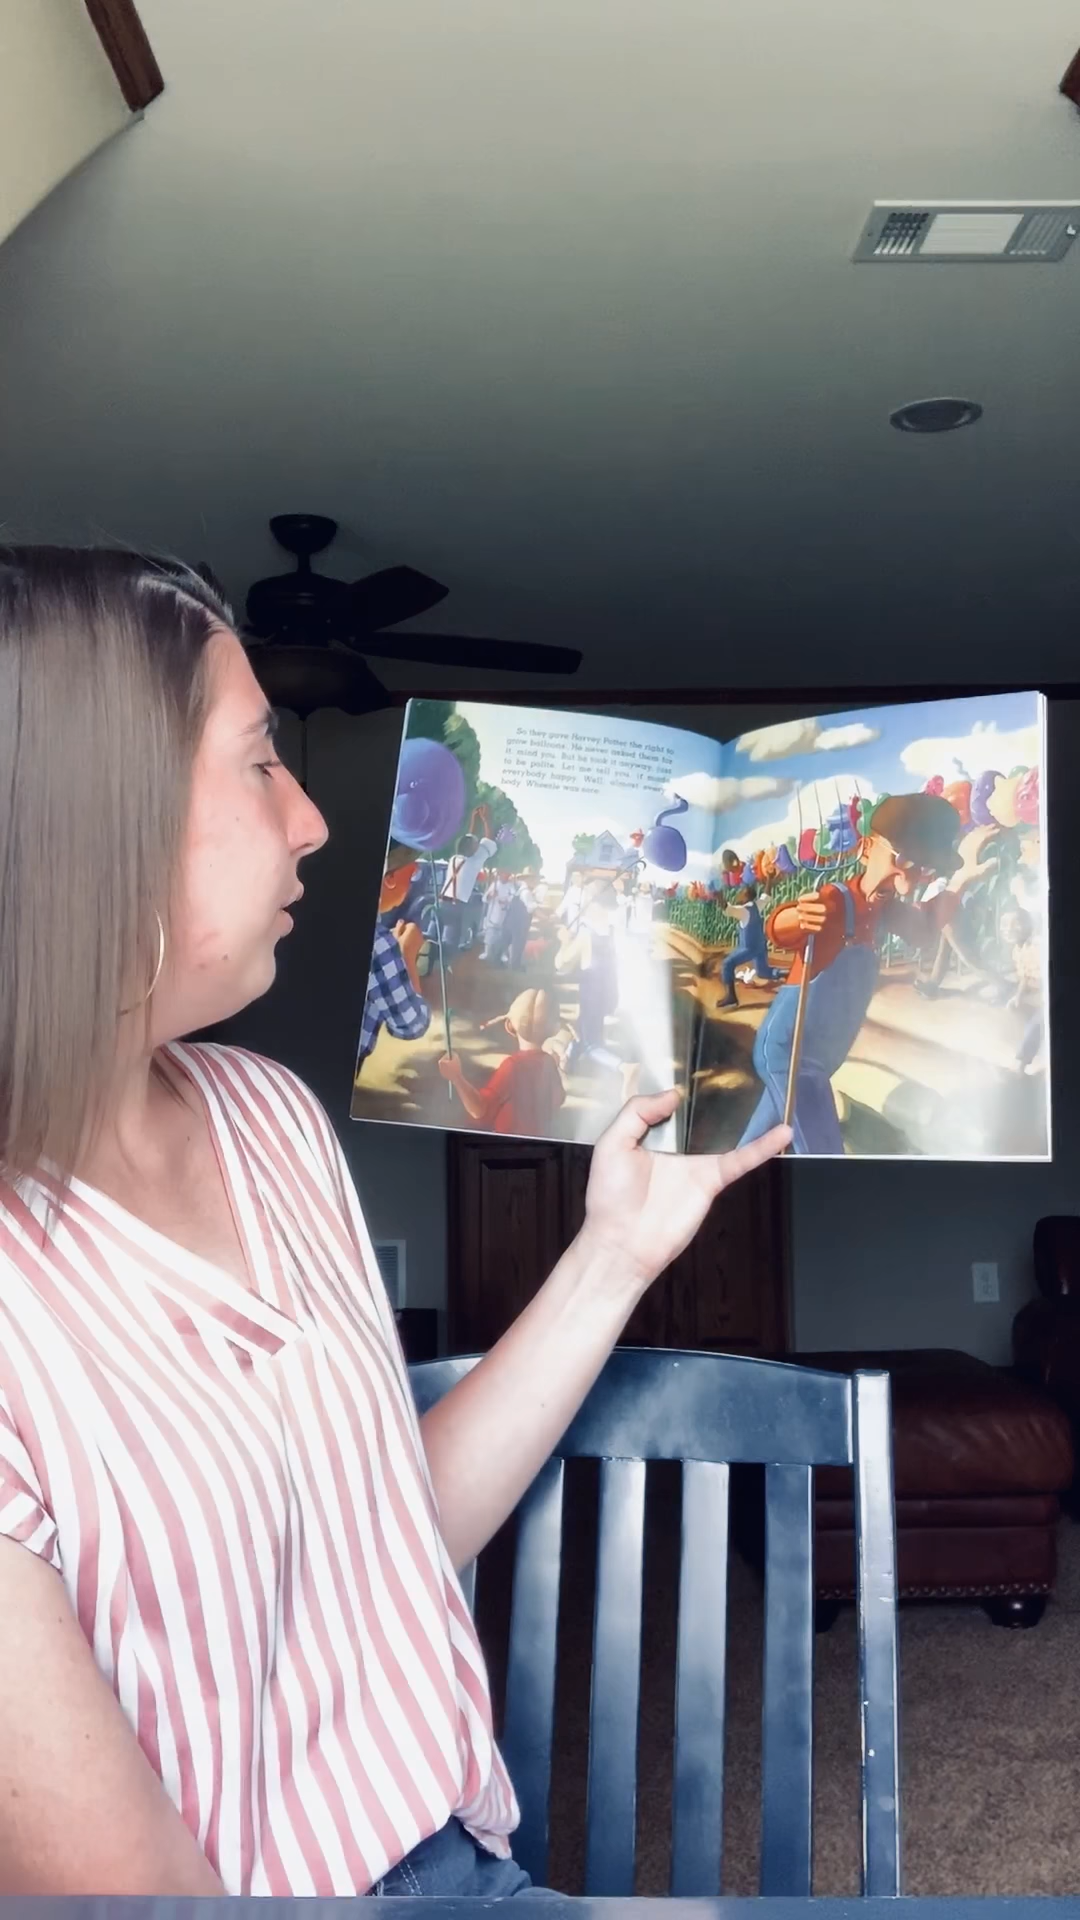 So they gave Harvey Potter the right to
grow balloons. He never asked them for
it, mind you. But he took it anyway, just
to be polite. Let me tell you, it made
everybody happy. Well, almost every-
body. Wheezle was sore.